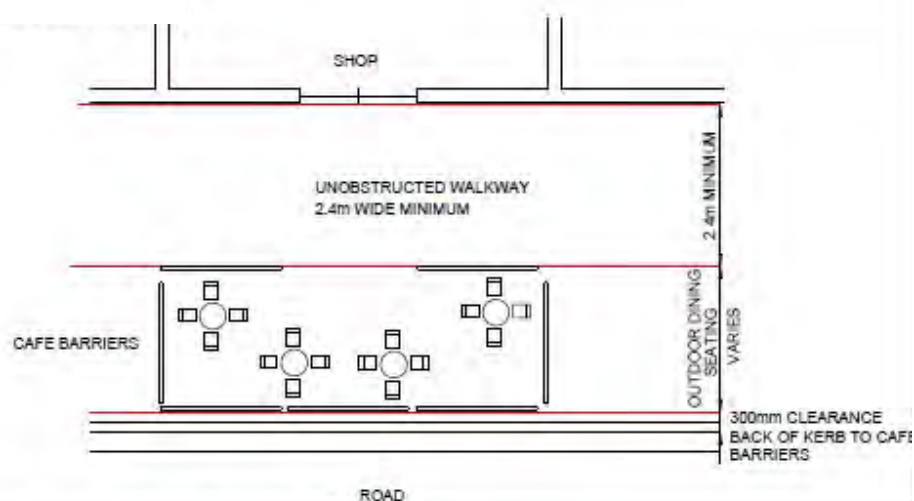 SHOP
UNOBSTRUCTED WALKWAY
2.4m WIDE MINIMUM
2.4m MINIMUM
CAFE BARRIERS
OUTDOOR DINING
SEATING
VARIES
300mm CLEARANCE
BACK OF KERB TO CAFE
BARRIERS
ROAD